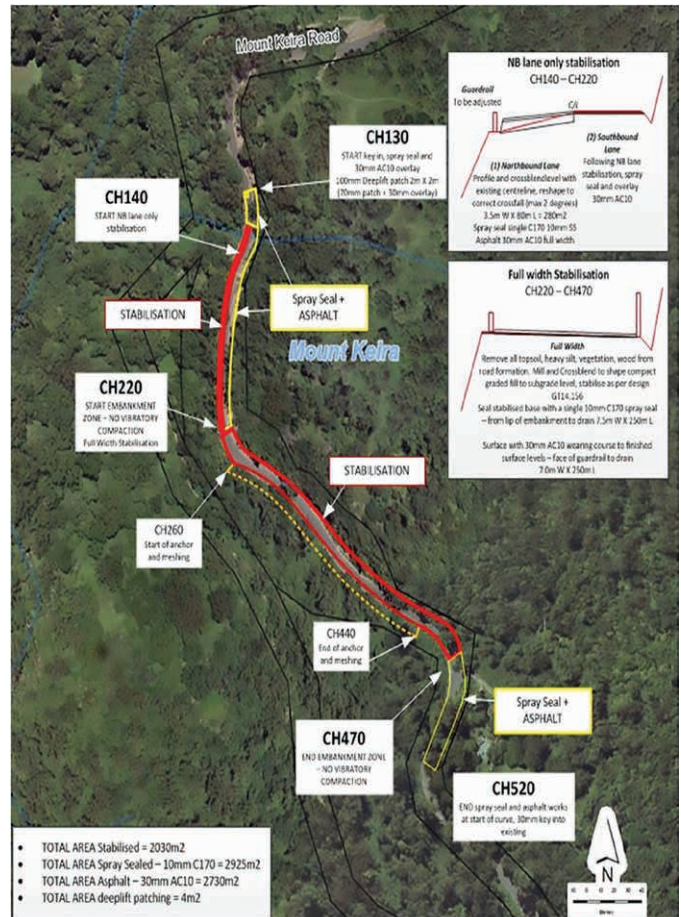 Mount Keira Road
NB lane only stabilisation
CH140 – CH220
Guardrail
To be adjusted
(1) Northbound Lane
Profile and crossblend level with
existing centreline, reshape to
correct crossfall (max 2 degrees)
3.5m W X 80m L = 280m2
Spray seal single C170 10mm S5
Asphalt 30mm AC10 full width
(2) Southbound
Lane
Following NB lane
stabilisation, spray
seal and overlay
30mm AC10
CH130
START key in, spray seal and
30mm AC10 overlay
100mm Deeplift patch 2m X 2m
(70mm patch + 30mm overlay)
CH140
START NB lane only
stabilisation
Spray Seal +
ASPHALT
STABILISATION
Mount Keira
Full width Stabilisation
CH220 – CH470
Full Width
Remove all topsoil, heavy silt, vegetation, wood from
road formation. Mill and Crossblend to shape compact
graded fill to subgrade level, stabilise as per design
GT14,156
Seal stabilised base with a single 10mm C170 spray seal
– from lip of embankment to drain 7.5m W X 250m L
Surface with 30mm AC10 wearing course to finished
surface levels – face of guardrail to drain
7.0m W X 250m L
CH220
START EMBANKMENT
ZONE – NO VIBRATORY
COMPACTION
Full Width Stabilisation
STABILISATION
CH260
Start of anchor
and meshing
CH440
End of anchor
and meshing
Spray Seal +
ASPHALT
CH470
END EMBANKMENT ZONE
– NO VIBRATORY
COMPACTION
CH520
END spray seal and asphalt works
at start of curve, 30mm key into
existing
• TOTAL AREA Stabilised = 2030m2
• TOTAL AREA Spray Sealed – 10mm C170 = 2925m2
• TOTAL AREA Asphalt – 30mm AC10 = 2730m2
• TOTAL AREA deeplift patching = 4m2
N